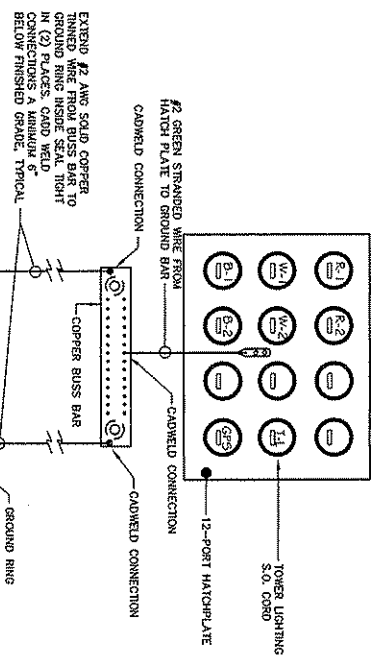 R-1
R-2
W-1
W-2
B-1
B-2
GPS
TOWER LIGHTING
S.O. CORD
12-PORT HATCHPLATE
#2 GREEN STRANDED WIRE FROM
HATCH PLATE TO GROUND BAR
CADWELD CONNECTION
CADWELD CONNECTION
CADWELD CONNECTION
COPPER BUSS BAR
EXTEND #2 AWG SOLID COPPER
TINNED WIRE FROM BUSS BAR TO
GROUND RING INSIDE SEAL TIGHT
IN (2) PLACES. CADD WELD
CONNECTIONS A MINIMUM 6"
BELOW FINISHED GRADE, TYPICAL
GROUND RING